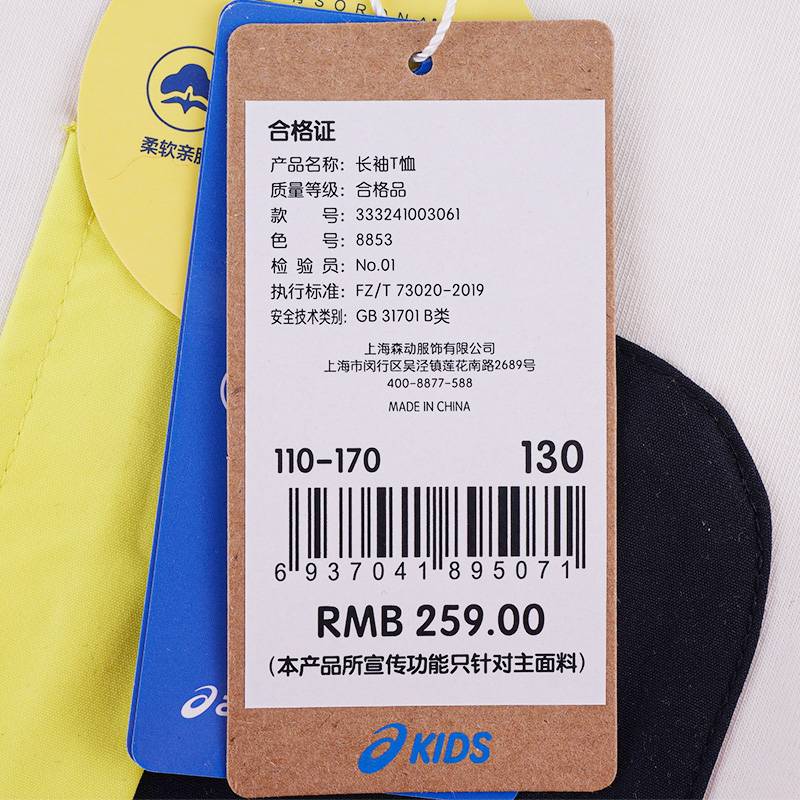 柔软亲
合格证
产品名称: 长袖T恤
质量等级: 合格品
款 号: 333241003061
色 号: 8853
检 验 员: No.01
执行标准: FZ/T 73020-2019
安全技术类别: GB 31701 B类
上海森动服饰有限公司
上海市闵行区吴泾镇莲花南路2689号
400-8877-588
MADE IN CHINA
110-170 130
6 937041 895071
RMB 259.00
(本产品所宣传功能只针对主面料)
KIDS